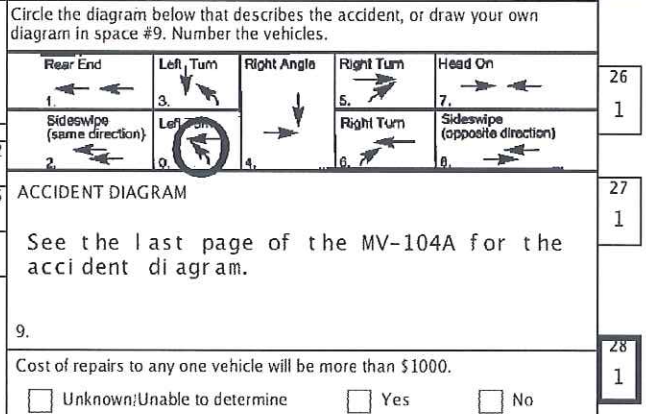 Circle the diagram below that describes the accident, or draw your own
diagram in space #9. Number the vehicles.
Rear End
1.
Left Turn
3.
Right Angle
4.
Right Turn
5.
Head On
7.
26
1
Sideswipe
(same direction)
2.
Left Turn
0.
Right Turn
6.
Sideswipe
(opposite direction)
8.
ACCIDENT DIAGRAM
27
1
See the last page of the MV-104A for the
accident diagram.
9.
28
1
Cost of repairs to any one vehicle will be more than $1000.
Unknown/Unable to determine
Yes
No